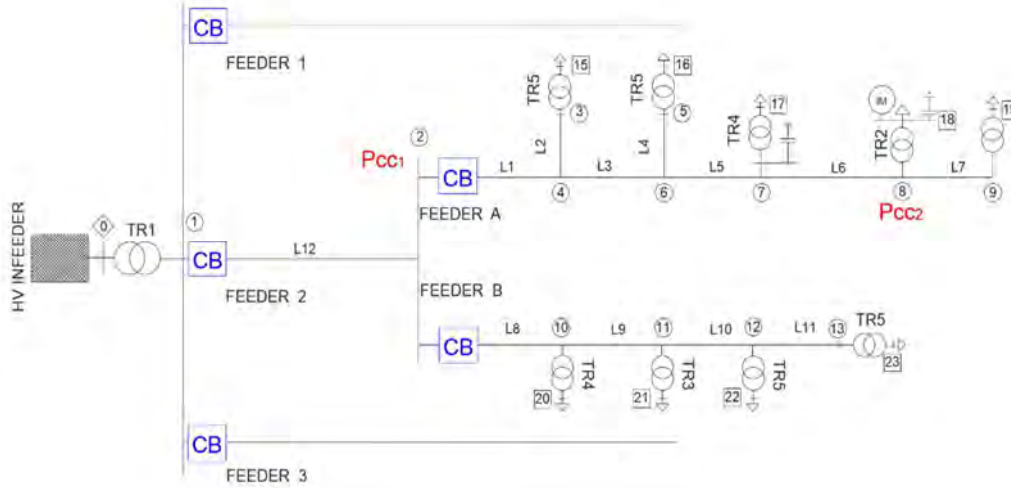 CB
FEEDER 1
15
TR5
3
L2
16
TR5
5
L4
17
TR4
IM
18
TR2
19
2
Pcc1
CB
L1
4
L3
6
L5
7
L6
8
L7
9
FEEDER A
Pcc2
HV INFEEDER
0
TR1
1
CB
L12
FEEDER 2
FEEDER B
CB
L8
10
L9
11
L10
12
L11
13
TR5
23
TR4
20
TR3
21
TR5
22
CB
FEEDER 3